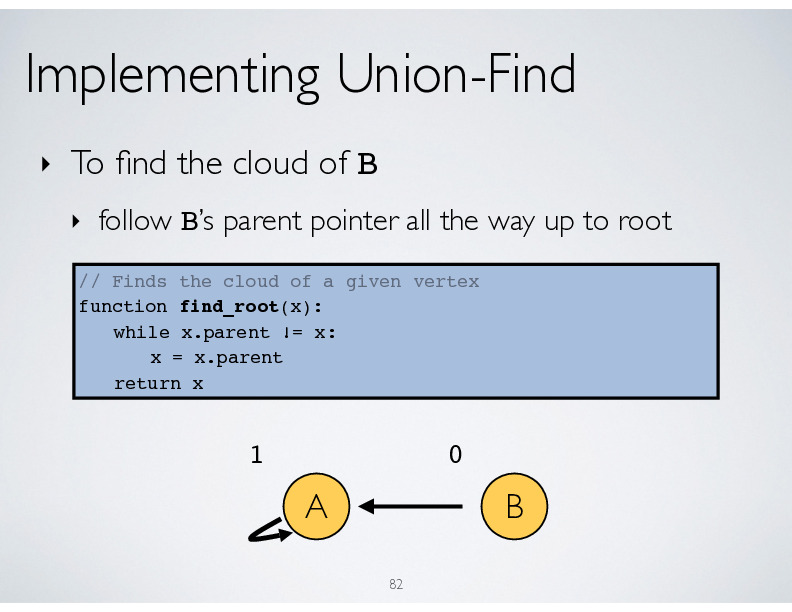 Implementing Union-Find
‣ To find the cloud of B
‣ follow B’s parent pointer all the way up to root
// Finds the cloud of a given vertex
function find_root(x):
while x.parent != x:
x = x.parent
return x
1 0
A B
82